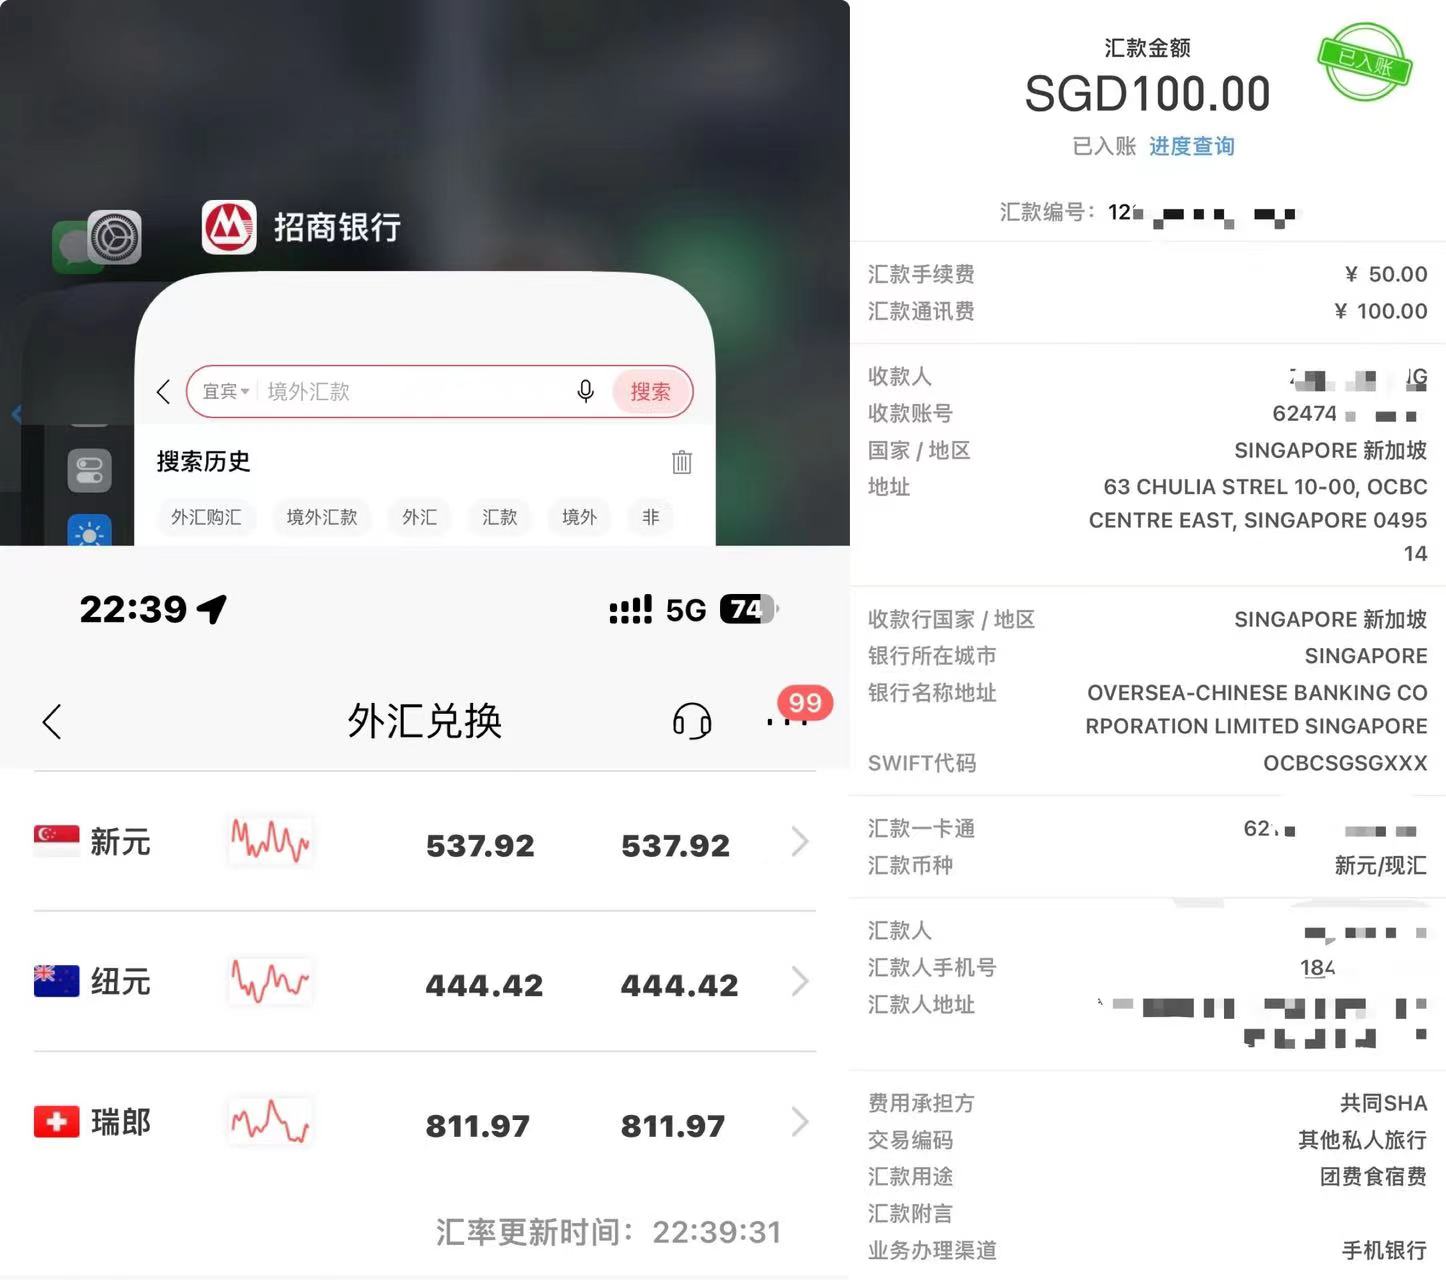 招商银行
宜宾
境外汇款
搜索
搜索历史
外汇购汇 境外汇款 外汇 汇款 境外 非
22:39 5G 74
外汇兑换
99
新元 537.92 537.92
纽元 444.42 444.42
瑞郎 811.97 811.97
汇率更新时间：22:39:31
汇款金额
SGD100.00
已入账
已入账 进度查询
汇款编号：12
汇款手续费 ¥ 50.00
汇款通讯费 ¥ 100.00
收款人
收款账号 62474
国家 / 地区 SINGAPORE 新加坡
地址 63 CHULIA STREL 10-00, OCBC
CENTRE EAST, SINGAPORE 0495
14
收款行国家 / 地区 SINGAPORE 新加坡
银行所在城市 SINGAPORE
银行名称地址 OVERSEA-CHINESE BANKING CO
RPORATION LIMITED SINGAPORE
SWIFT代码 OCBCSGSGXXX
汇款一卡通 62
汇款币种 新元/现汇
汇款人
汇款人手机号 184
汇款人地址
费用承担方 共同SHA
交易编码 其他私人旅行
汇款用途 团费食宿费
汇款附言
业务办理渠道 手机银行